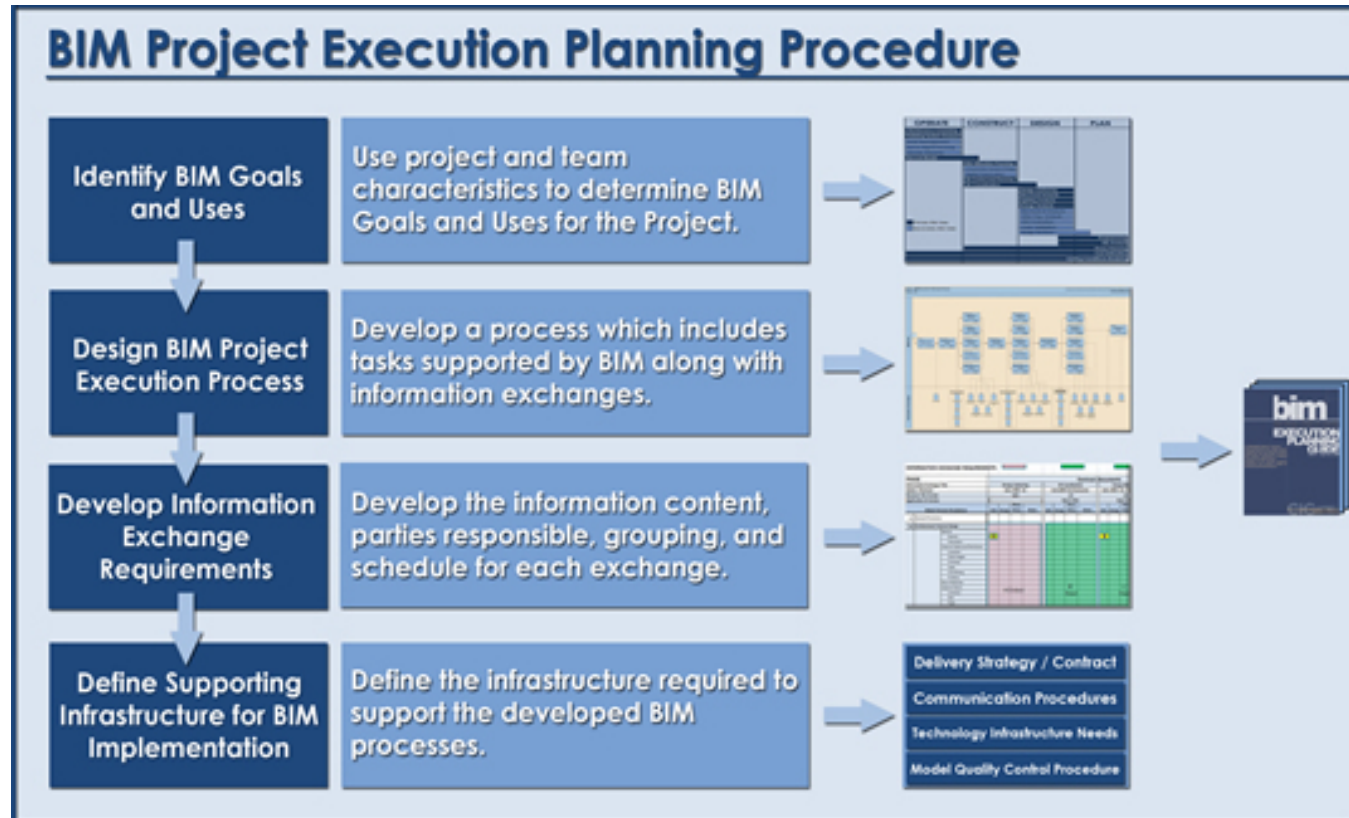 BIM Project Execution Planning Procedure
Identify BIM Goals
and Uses
Use project and team
characteristics to determine BIM
Goals and Uses for the Project.
OPERATE CONSTRUCT DESIGN PLAN
Design BIM Project
Execution Process
Develop a process which includes
tasks supported by BIM along with
information exchanges.
Develop Information
Exchange
Requirements
Develop the information content,
parties responsible, grouping, and
schedule for each exchange.
Define Supporting
Infrastructure for BIM
Implementation
Define the infrastructure required to
support the developed BIM
processes.
Delivery Strategy / Contract
Communication Procedures
Technology Infrastructure Needs
Model Quality Control Procedure
bim
EXECUTION
PLANNING
GUIDE